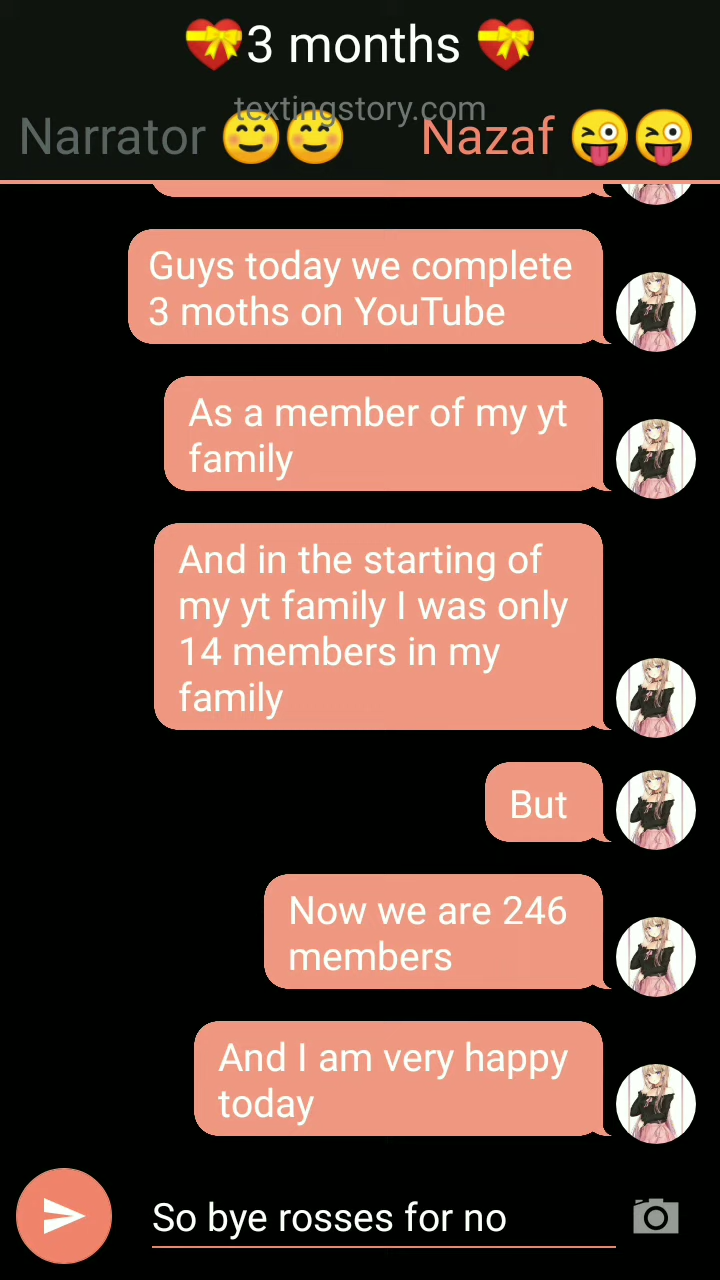 💝3 months 💝
textingstory.com
Narrator 😊😊 Nazaf 😜😜
Guys today we complete
3 moths on YouTube
As a member of my yt
family
And in the starting of
my yt family I was only
14 members in my
family
But
Now we are 246
members
And I am very happy
today
So bye rosses for no